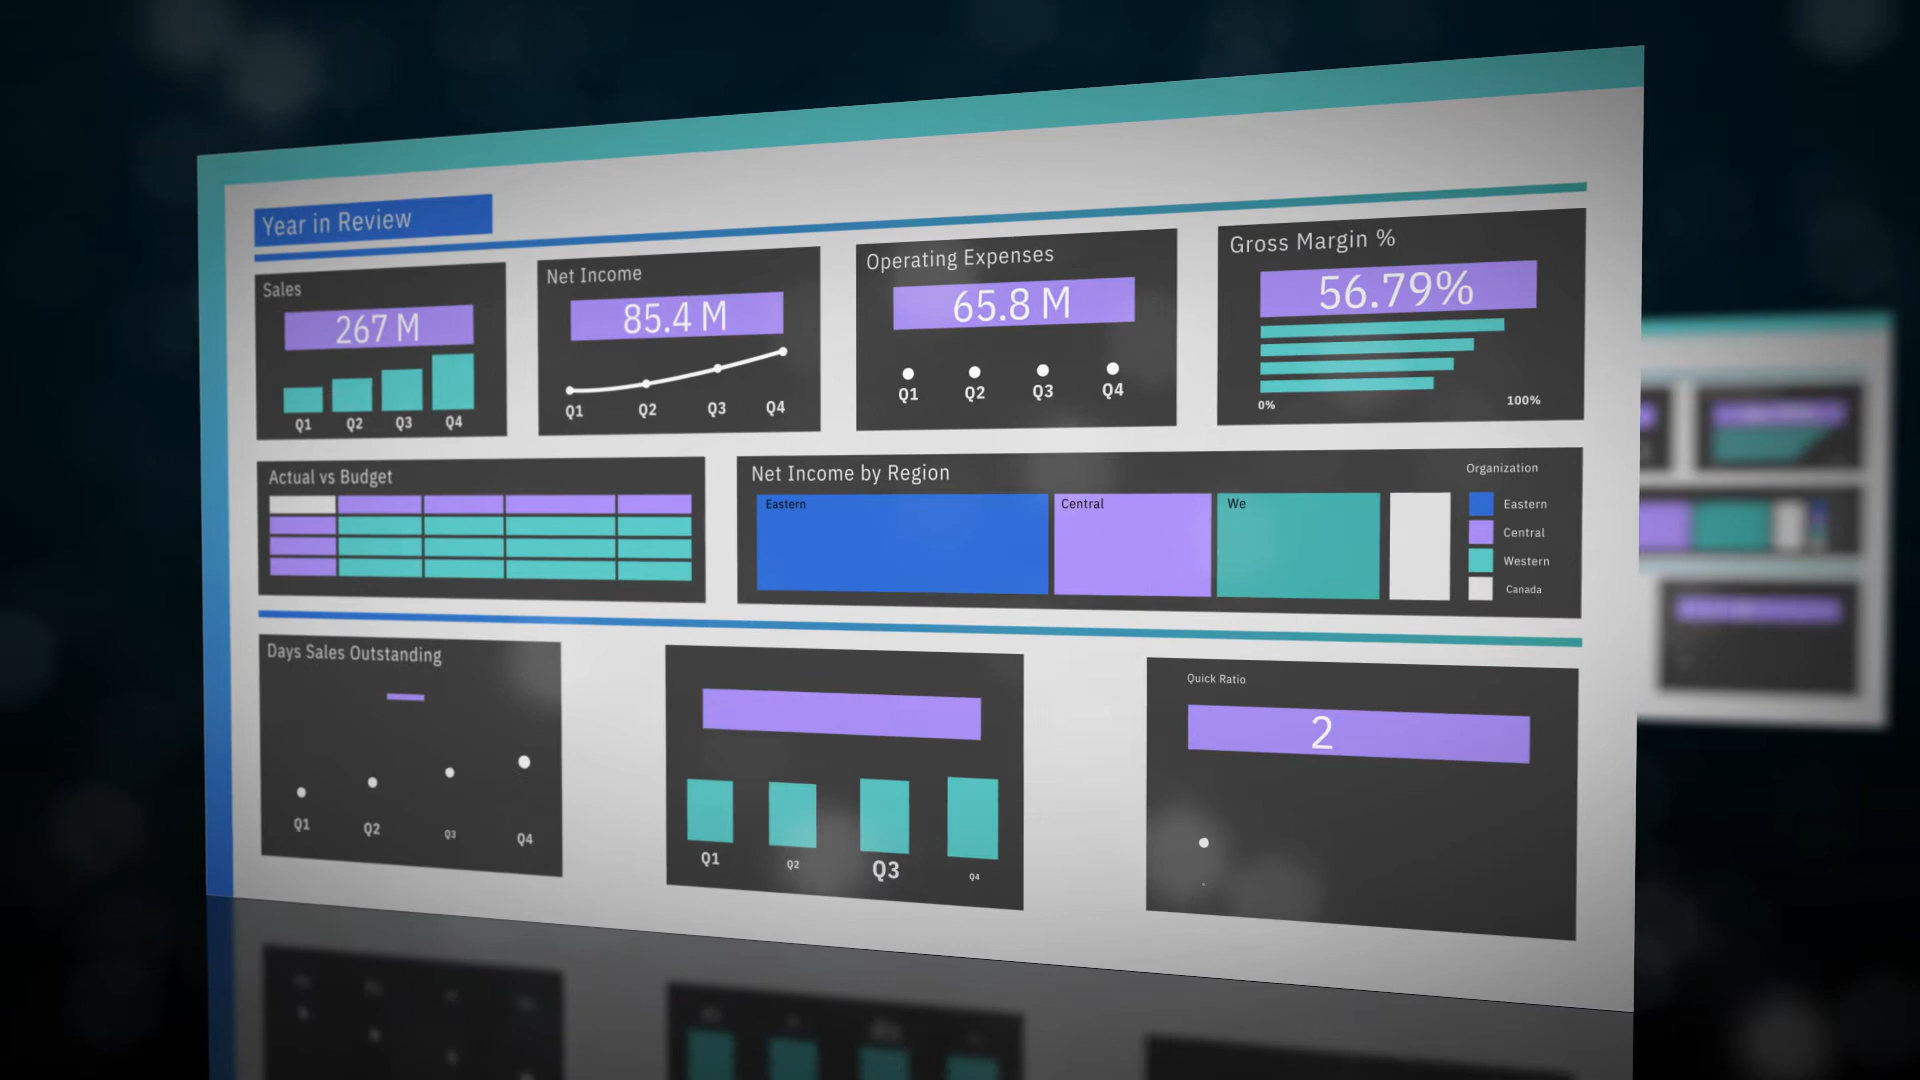 Year in Review
Sales
267 M
Q1 Q2 Q3 Q4
Net Income
85.4 M
Q1 Q2 Q3 Q4
Operating Expenses
65.8 M
Q1 Q2 Q3 Q4
Gross Margin %
56.79%
0% 100%
Actual vs Budget
Net Income by Region
Eastern
Central
We
Organization
Eastern
Central
Western
Canada
Days Sales Outstanding
Q1 Q2 Q3 Q4
Q1 Q2 Q3 Q4
Quick Ratio
2